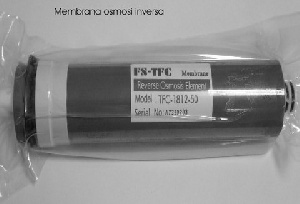 Membrana osmosi inversa
FS-TFC Membrane
Reverse Osmosis Element
Model : TFC-1812-50
Serial No.